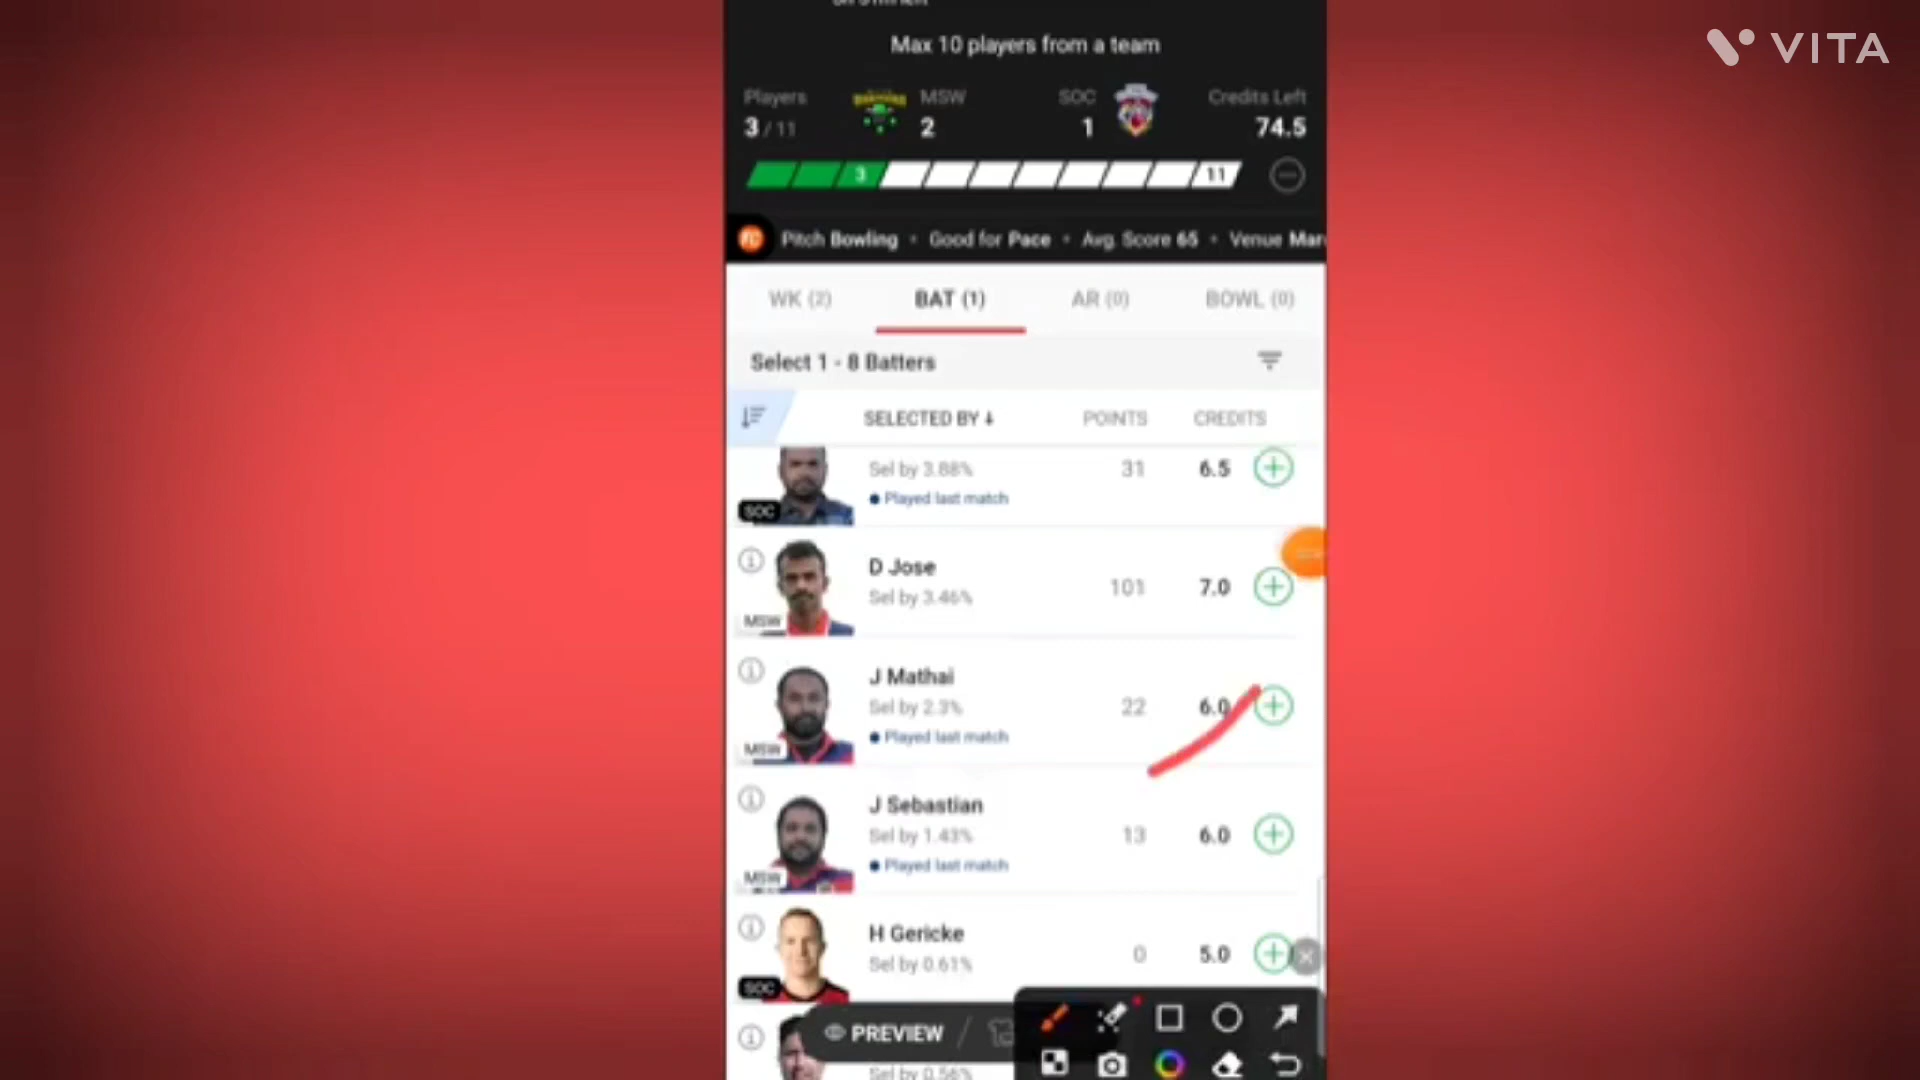 VITA
Max 10 players from a team
Players MSW SOC Credits Left
3 / 11 2 1 74.5
3 11
Pitch Bowling • Good for Pace • Avg. Score 65 • Venue Mar
WK (2) BAT (1) AR (0) BOWL (0)
Select 1 - 8 Batters
SELECTED BY ↓ POINTS CREDITS
Sel by 3.88% 31 6.5
Played last match
SOC
D Jose
Sel by 3.46% 101 7.0
MSW
J Mathai
Sel by 2.3% 22 6.0
Played last match
MSW
J Sebastian
Sel by 1.43% 13 6.0
Played last match
MSW
H Gericke
Sel by 0.61% 0 5.0
SOC
PREVIEW
Sel by 0.56%